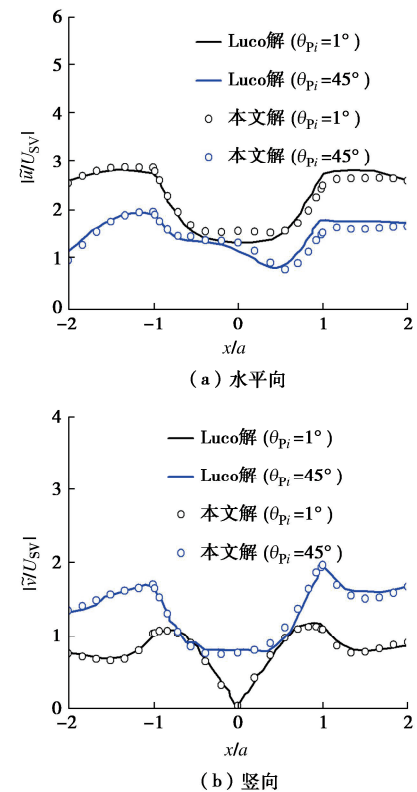 6
5
4
3
2
1
0
|ũ/U_SV|
Luco解 (θ_Pi=1°)
Luco解 (θ_Pi=45°)
本文解 (θ_Pi=1°)
本文解 (θ_Pi=45°)
-2 -1 0 1 2
x/a
(a) 水平向
4
3
2
1
0
|ṽ/U_SV|
Luco解 (θ_Pi=1°)
Luco解 (θ_Pi=45°)
本文解 (θ_Pi=1°)
本文解 (θ_Pi=45°)
-2 -1 0 1 2
x/a
(b) 竖向